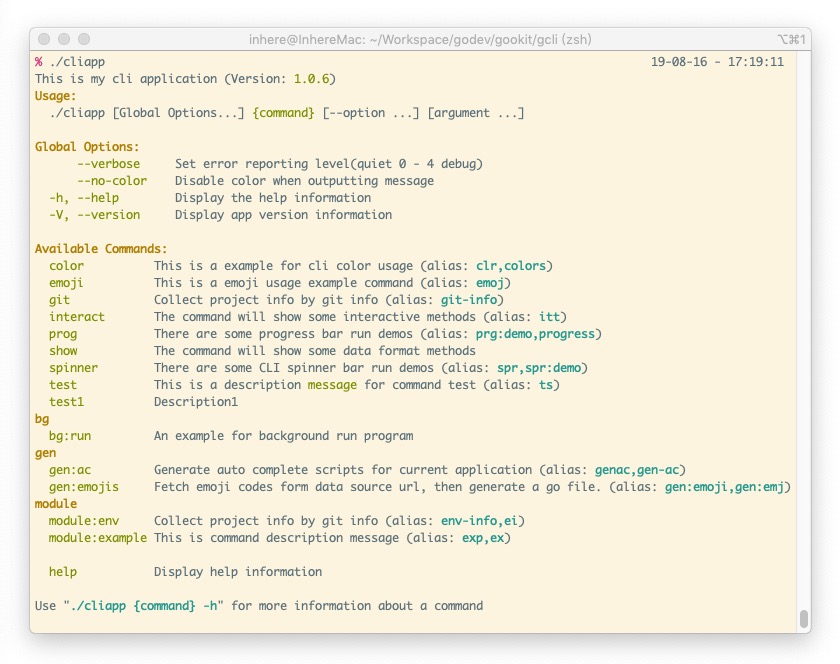 inhere@InhereMac: ~/Workspace/godev/gookit/gcli (zsh) ⌥⌘1
% ./cliapp 19-08-16 - 17:19:11
This is my cli application (Version: 1.0.6)
Usage:
./cliapp [Global Options...] {command} [--option ...] [argument ...]
Global Options:
--verbose Set error reporting level(quiet 0 - 4 debug)
--no-color Disable color when outputting message
-h, --help Display the help information
-V, --version Display app version information
Available Commands:
color This is a example for cli color usage (alias: clr,colors)
emoji This is a emoji usage example command (alias: emoj)
git Collect project info by git info (alias: git-info)
interact The command will show some interactive methods (alias: itt)
prog There are some progress bar run demos (alias: prg:demo,progress)
show The command will show some data format methods
spinner There are some CLI spinner bar run demos (alias: spr,spr:demo)
test This is a description message for command test (alias: ts)
test1 Description1
bg
bg:run An example for background run program
gen
gen:ac Generate auto complete scripts for current application (alias: genac,gen-ac)
gen:emojis Fetch emoji codes form data source url, then generate a go file. (alias: gen:emoji,gen:emj)
module
module:env Collect project info by git info (alias: env-info,ei)
module:example This is command description message (alias: exp,ex)
help Display help information
Use "./cliapp {command} -h" for more information about a command